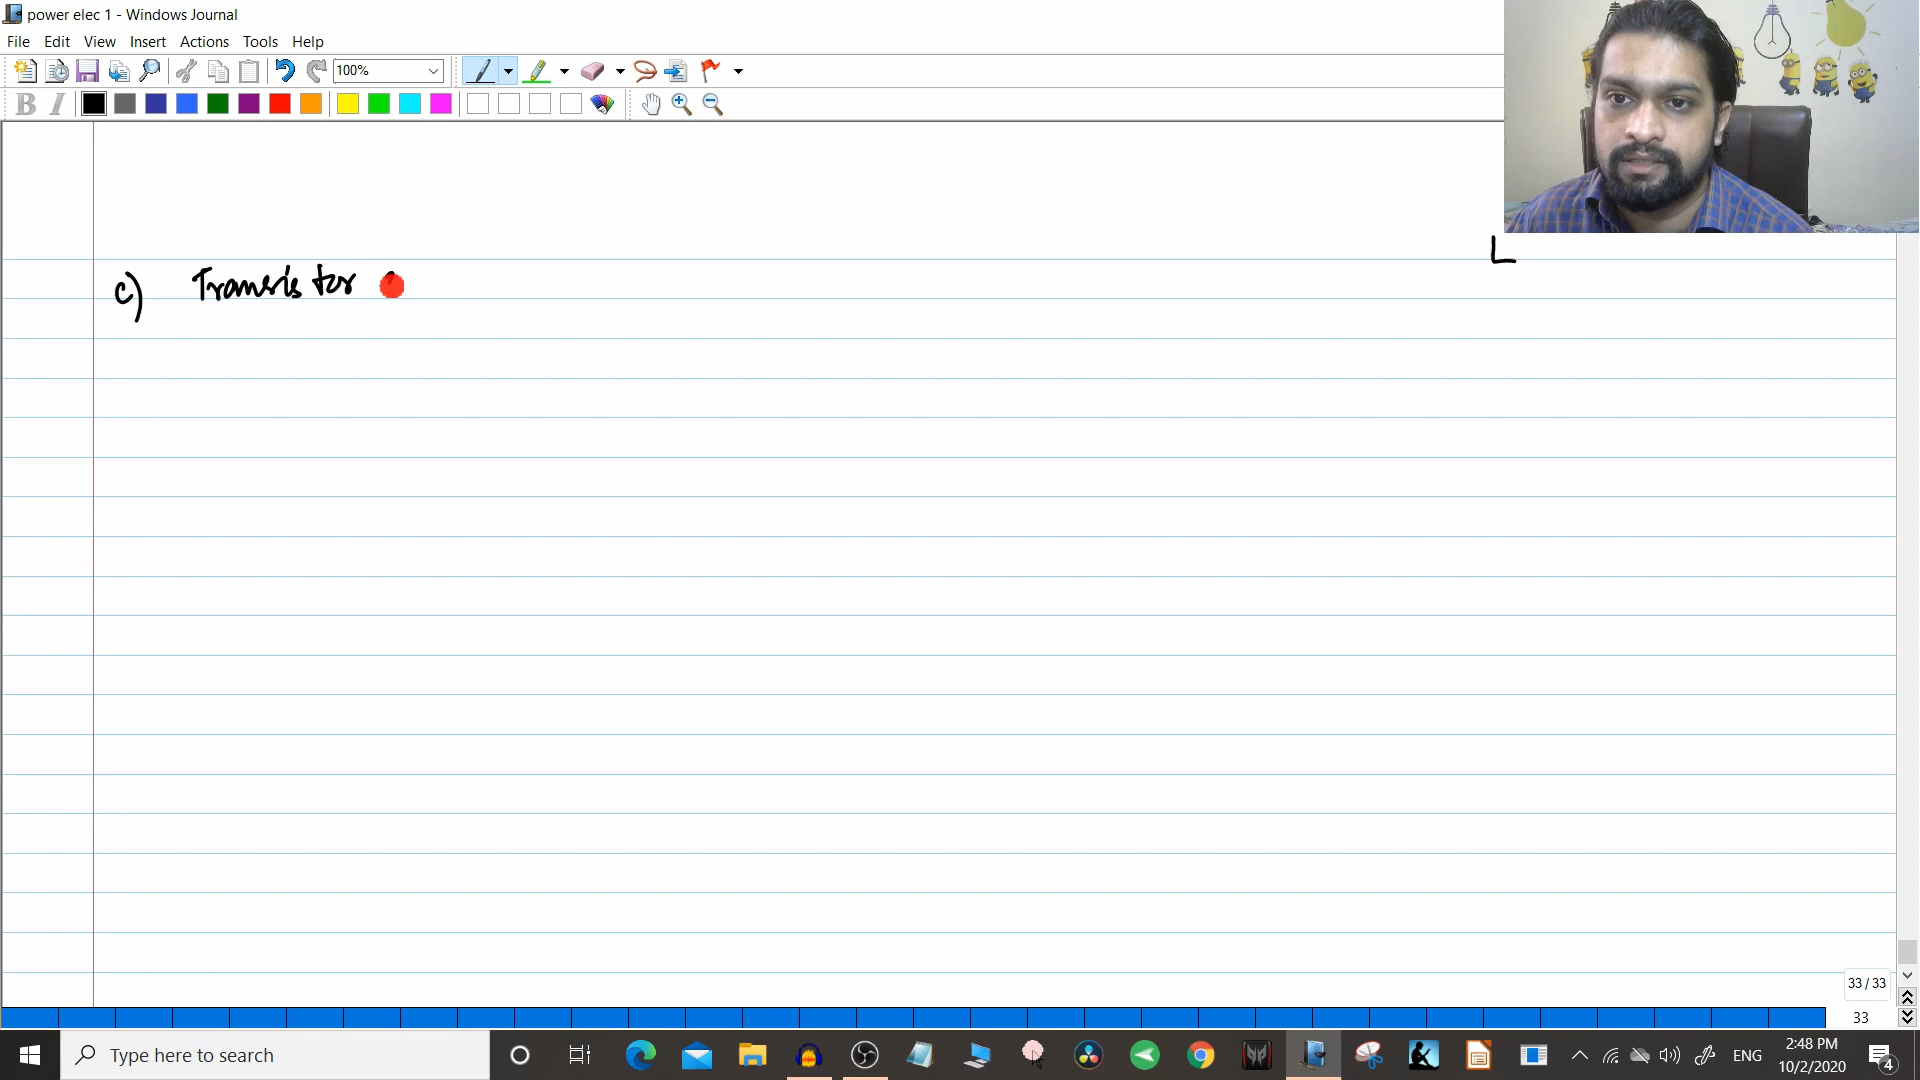 power elec 1 - Windows Journal
File Edit View Insert Actions Tools Help
100%
B I
L
c) Transistor
33 / 33
33
Type here to search
ENG
2:48 PM
10/2/2020
4